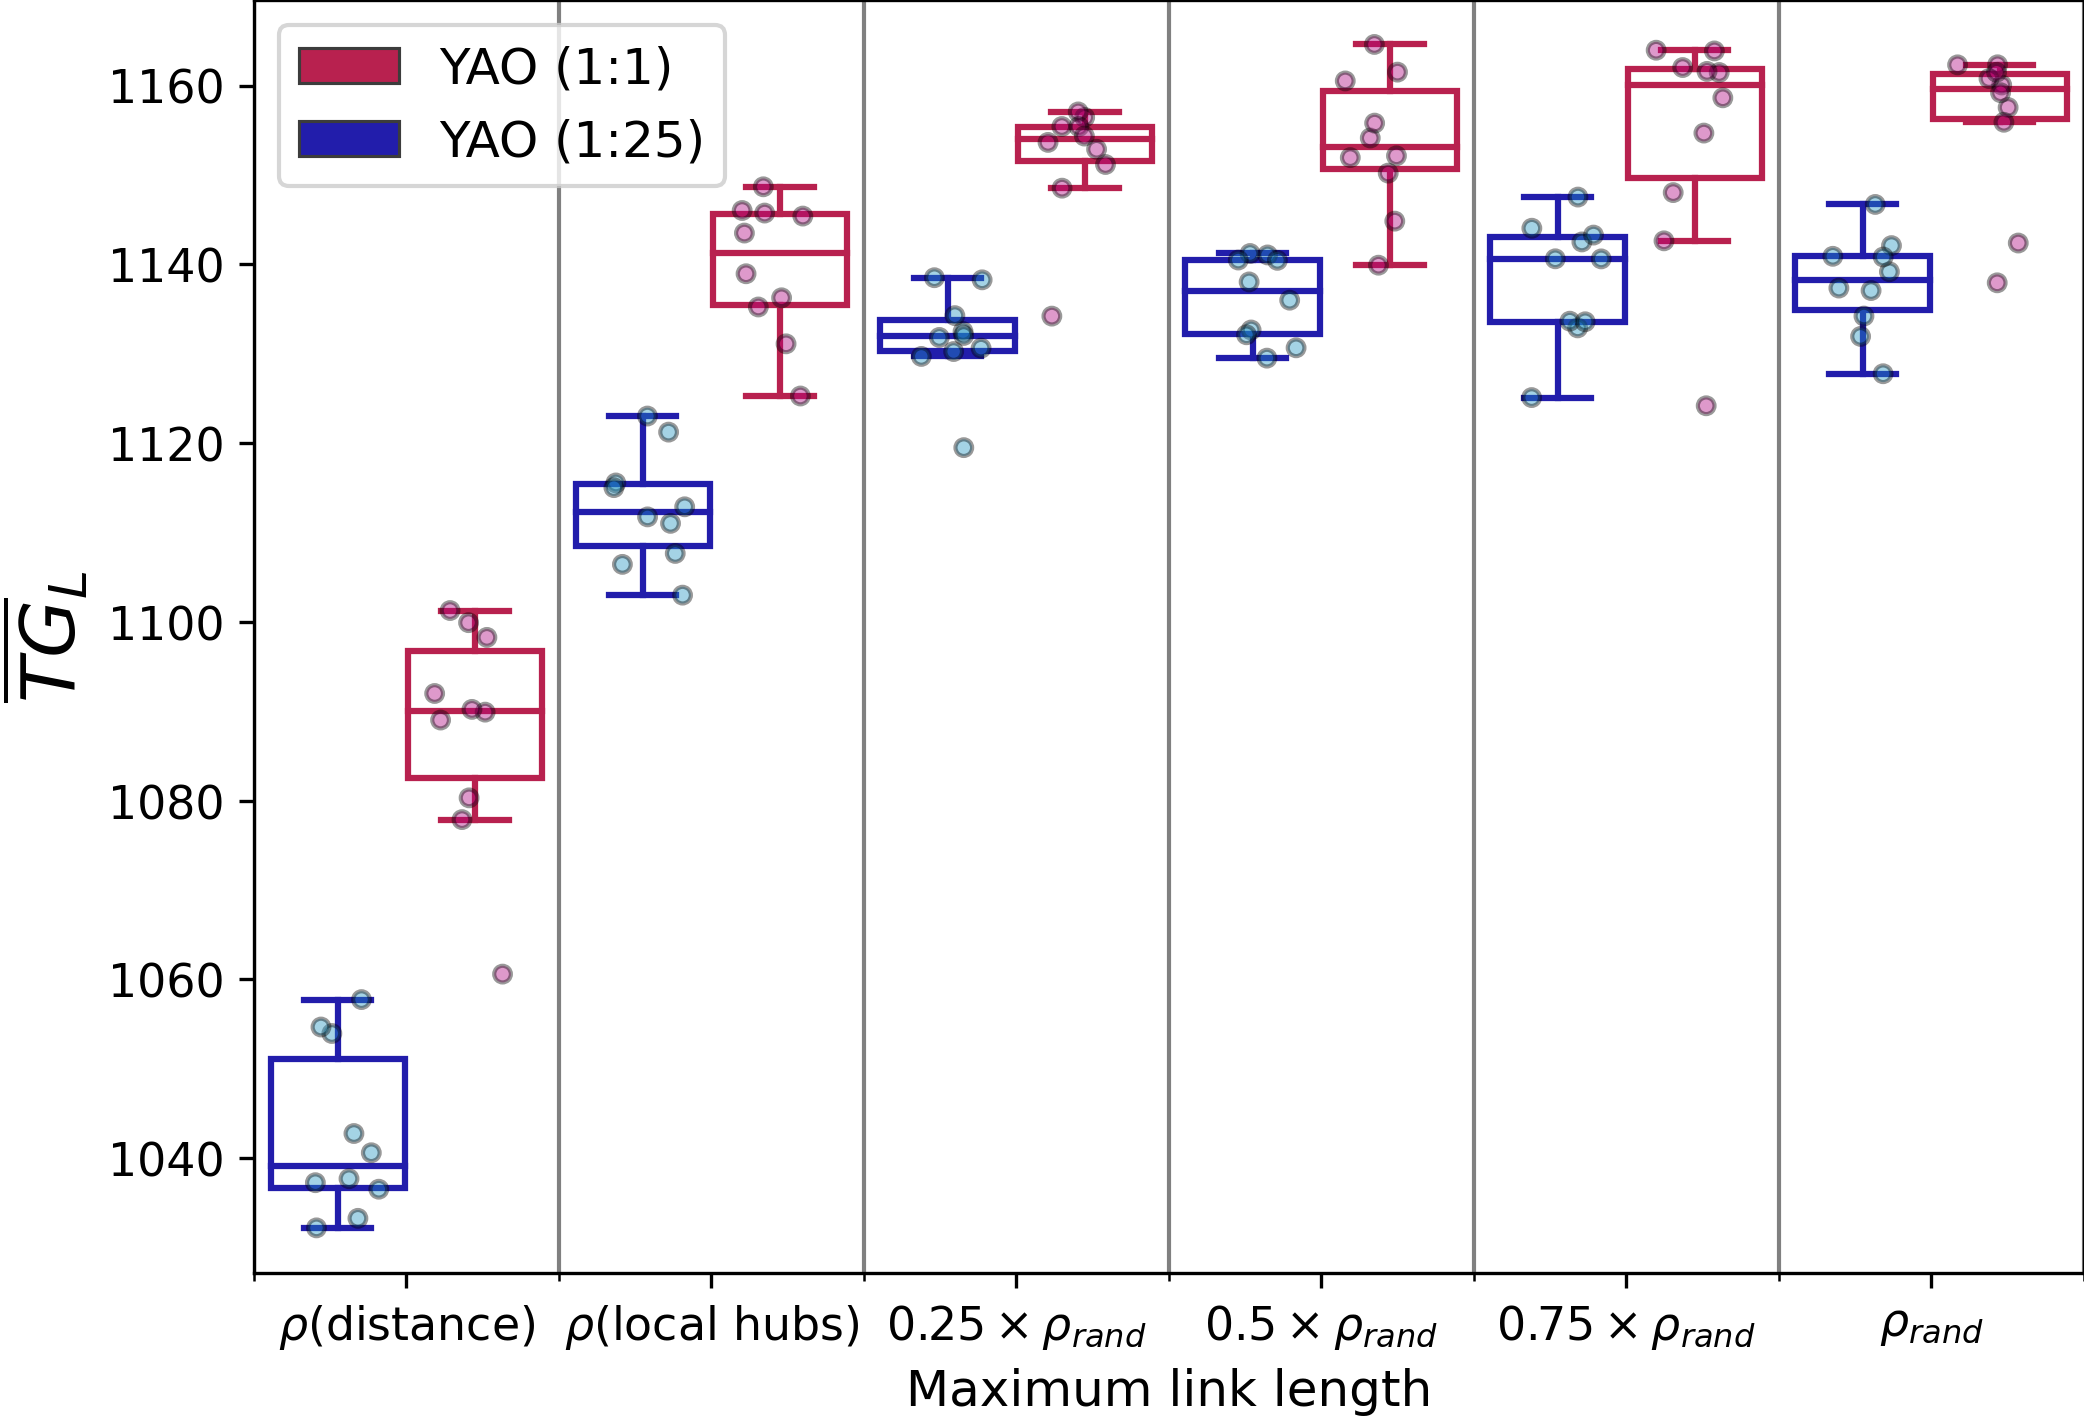 YAO (1:1)
YAO (1:25)
1160
1140
1120
1100
1080
1060
1040
TG_L
ρ(distance) ρ(local hubs) 0.25 × ρ_rand 0.5 × ρ_rand 0.75 × ρ_rand ρ_rand
Maximum link length